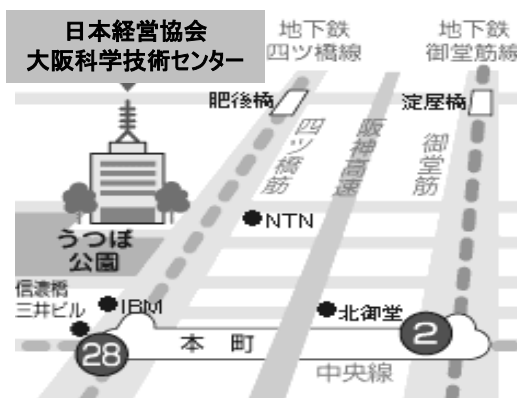 日本経営協会
大阪科学技術センター
地下鉄
四ツ橋線
地下鉄
御堂筋線
肥後橋
淀屋橋
四ツ橋筋
阪神高速
御堂筋
NTN
うつぼ
公園
信濃橋
三井ビル
IBM
北御堂
28
本町
2
中央線